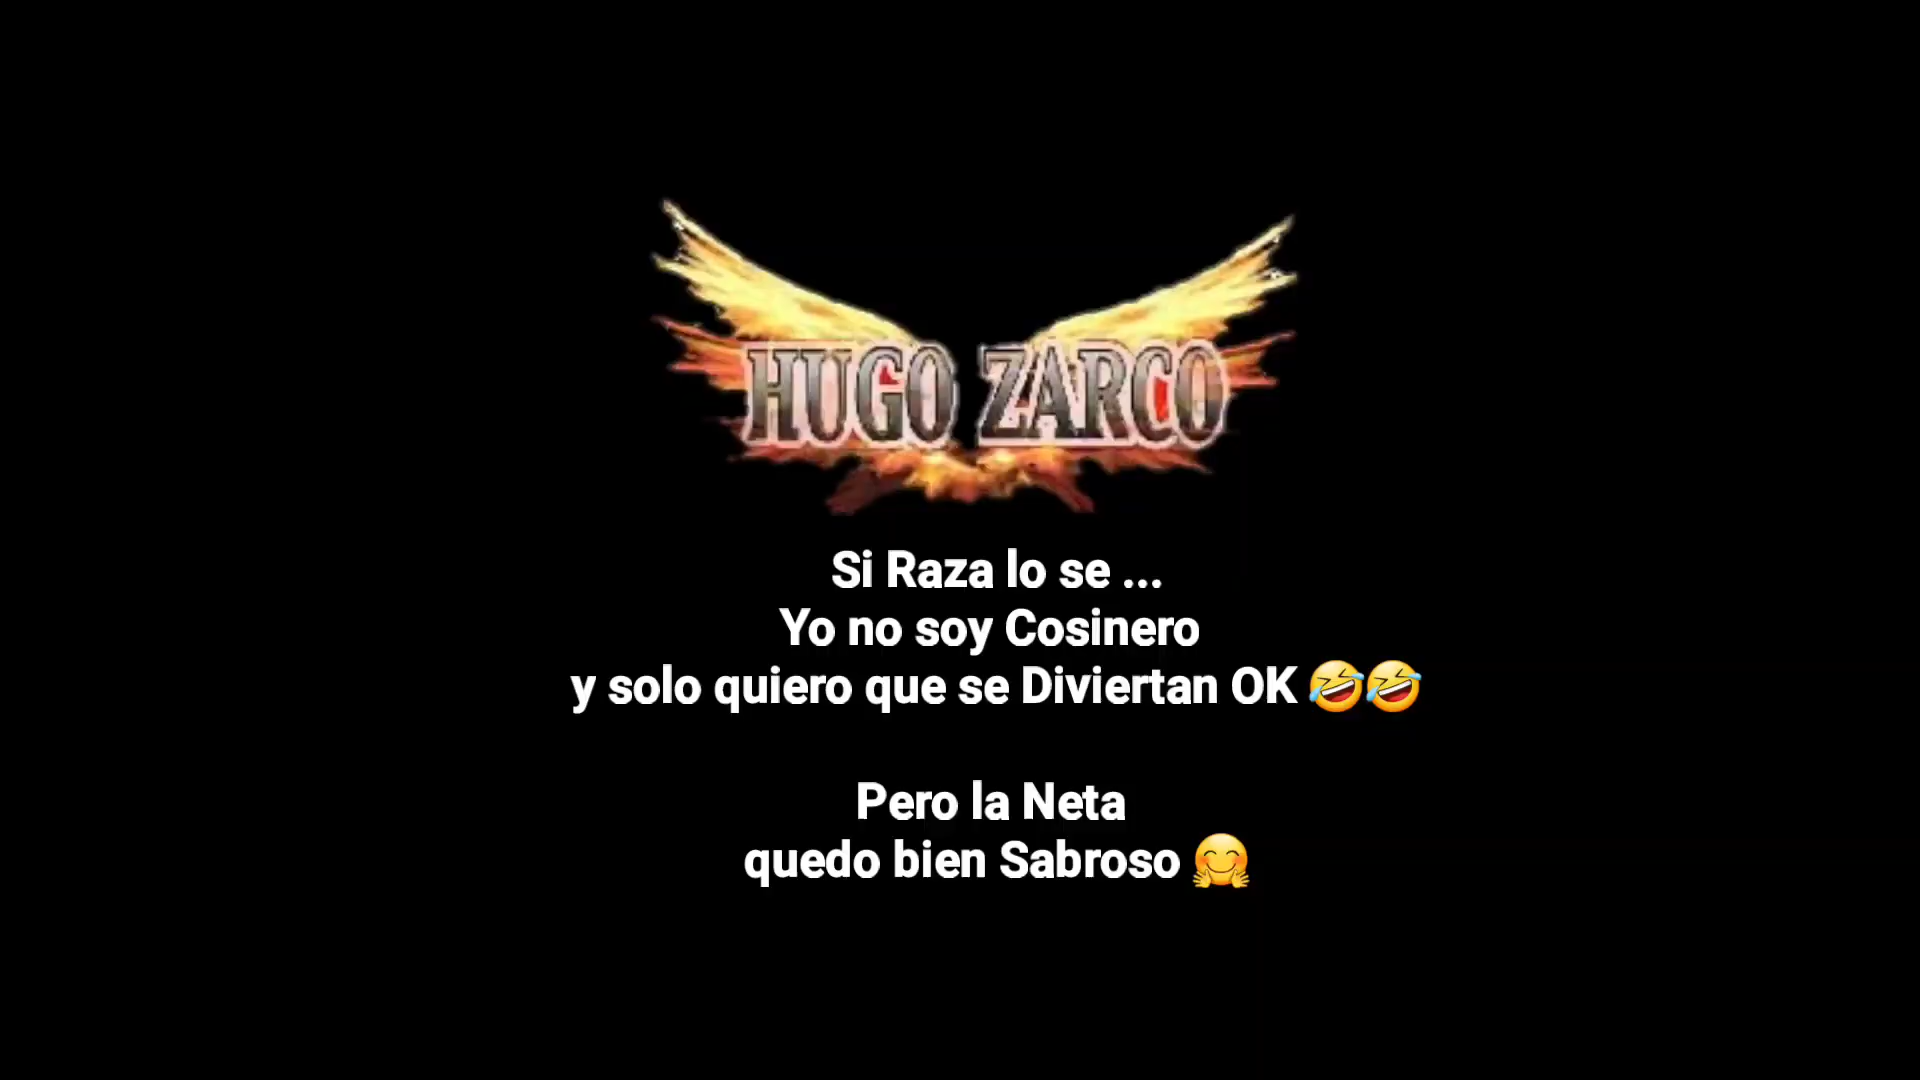 HUGO ZARCO
Si Raza lo se ...
Yo no soy Cosinero
y solo quiero que se Diviertan OK 🤣🤣
Pero la Neta
quedo bien Sabroso 🤗